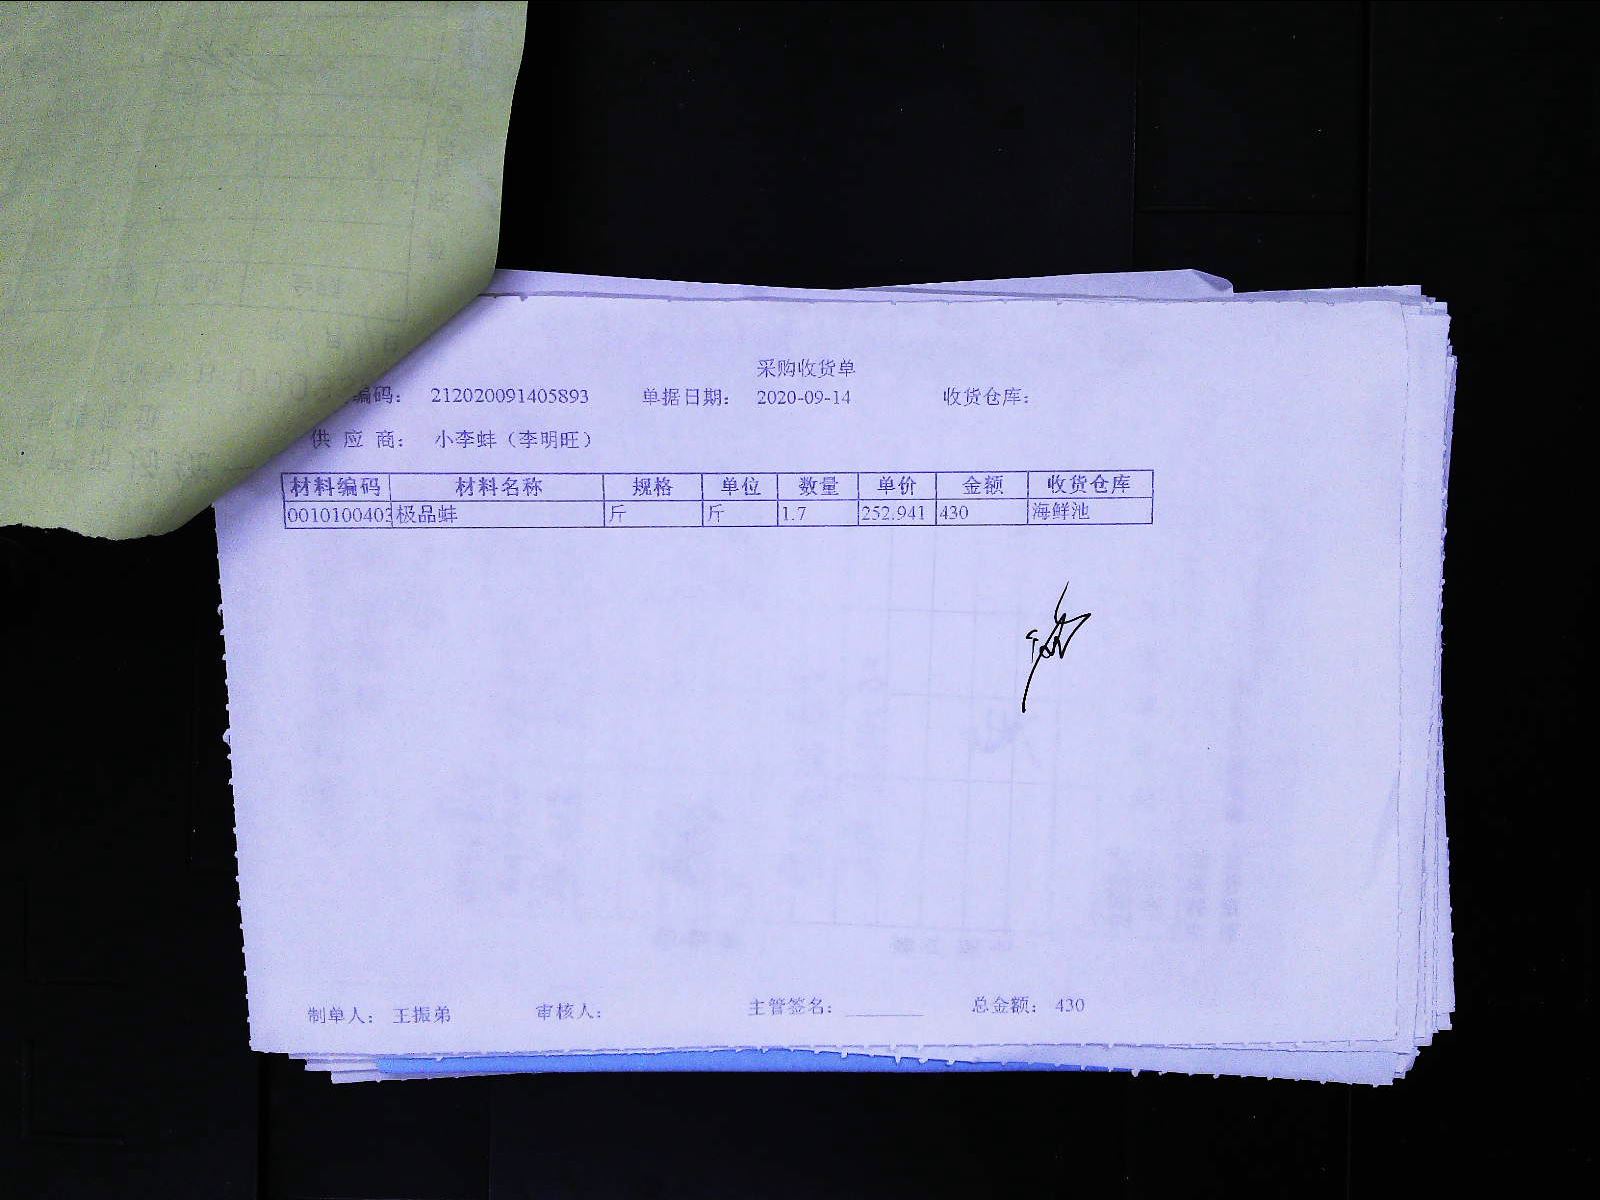 采购收货单
编码： 212020091405893 单据日期： 2020-09-14 收货仓库：
供 应 商： 小李蚌（李明旺）
材料编码 材料名称 规格 单位 数量 单价 金额 收货仓库
0010100403 极品蚌 斤 斤 1.7 252.941 430 海鲜池
制单人： 王振弟 审核人： 主管签名：________ 总金额： 430